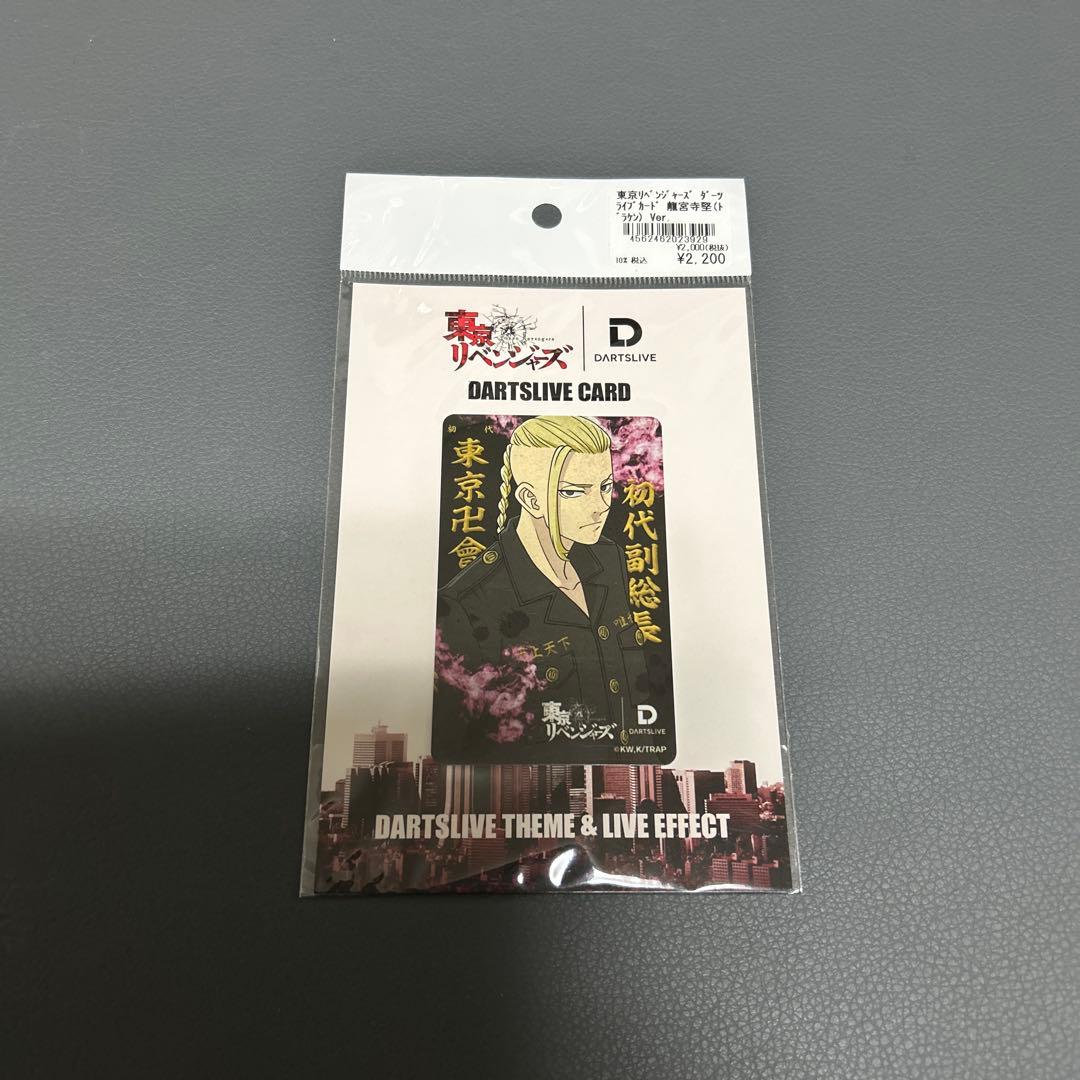 東京ﾘﾍﾞﾝｼﾞｬｰｽﾞ ﾀﾞｰﾂ
ﾗｲﾌﾞｶｰﾄﾞ 龍宮寺堅(ﾄﾞ
ﾗｹﾝ) Ver.
4562462023929
¥2,000(税抜)
10% 税込 ¥2,200
東京
リベンジャーズ
D
DARTSLIVE
DARTSLIVE CARD
初代
東京卍會
初代副総長
上天下
東京
リベンジャーズ
D
DARTSLIVE
©KW,K/TRAP
DARTSLIVE THEME & LIVE EFFECT